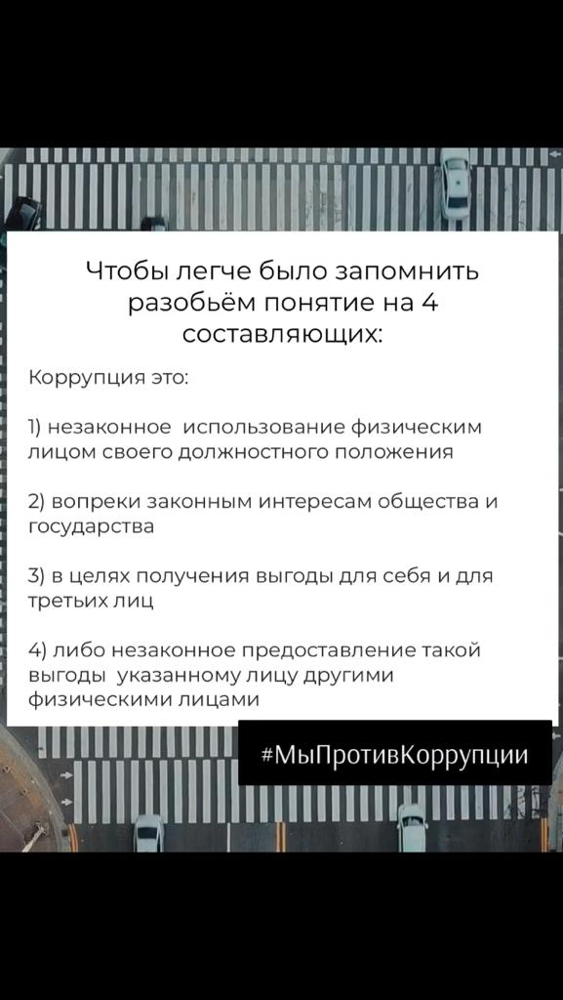 Чтобы легче было запомнить
разобьём понятие на 4
составляющих:
Коррупция это:
1) незаконное  использование физическим
лицом своего должностного положения
2) вопреки законным интересам общества и
государства
3) в целях получения выгоды для себя и для
третьих лиц
4) либо незаконное предоставление такой
выгоды  указанному лицу другими
физическими лицами
#МыПротивКоррупции